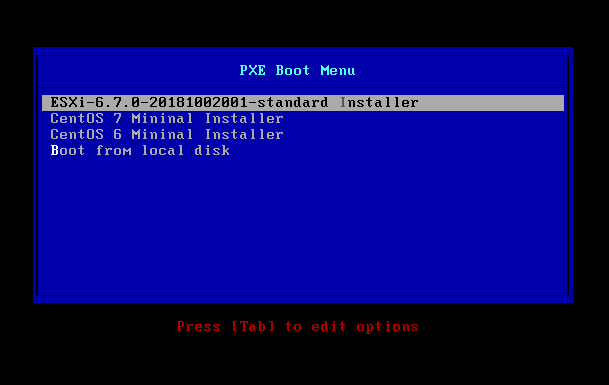 PXE Boot Menu
ESXi-6.7.0-20181002001-standard Installer
CentOS 7 Mininal Installer
CentOS 6 Mininal Installer
Boot from local disk
Press [Tab] to edit options